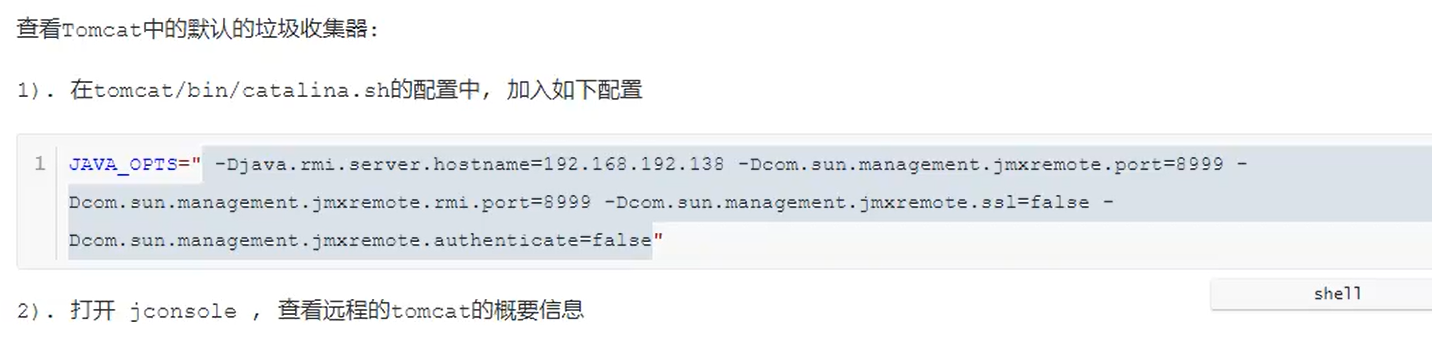 查看Tomcat中的默认的垃圾收集器:
1). 在tomcat/bin/catalina.sh的配置中, 加入如下配置
1 JAVA_OPTS=" -Djava.rmi.server.hostname=192.168.192.138 -Dcom.sun.management.jmxremote.port=8999 -
Dcom.sun.management.jmxremote.rmi.port=8999 -Dcom.sun.management.jmxremote.ssl=false -
Dcom.sun.management.jmxremote.authenticate=false"
shell
2). 打开 jconsole , 查看远程的tomcat的概要信息